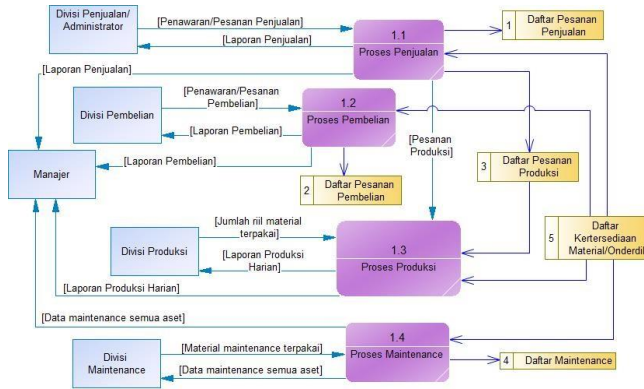 Divisi Penjualan/
Administrator
[Penawaran/Pesanan Penjualan]
[Laporan Penjualan]
1.1
Proses Penjualan
1
Daftar Pesanan
Penjualan
[Laporan Penjualan]
Divisi Pembelian
[Penawaran/Pesanan
Pembelian]
[Laporan Pembelian]
1.2
Proses Pembelian
[Pesanan
Produksi]
3
Daftar Pesanan
Produksi
Manajer
[Laporan Pembelian]
2
Daftar Pesanan
Pembelian
Divisi Produksi
[Jumlah riil material
terpakai]
[Laporan Produksi
Harian]
1.3
Proses Produksi
5
Daftar
Kertersediaan
Material/Onderdil
[Laporan Produksi Harian]
[Data maintenance semua aset]
Divisi
Maintenance
[Material maintenance terpakai]
[Data maintenance semua aset]
1.4
Proses Maintenance
4
Daftar Maintenance